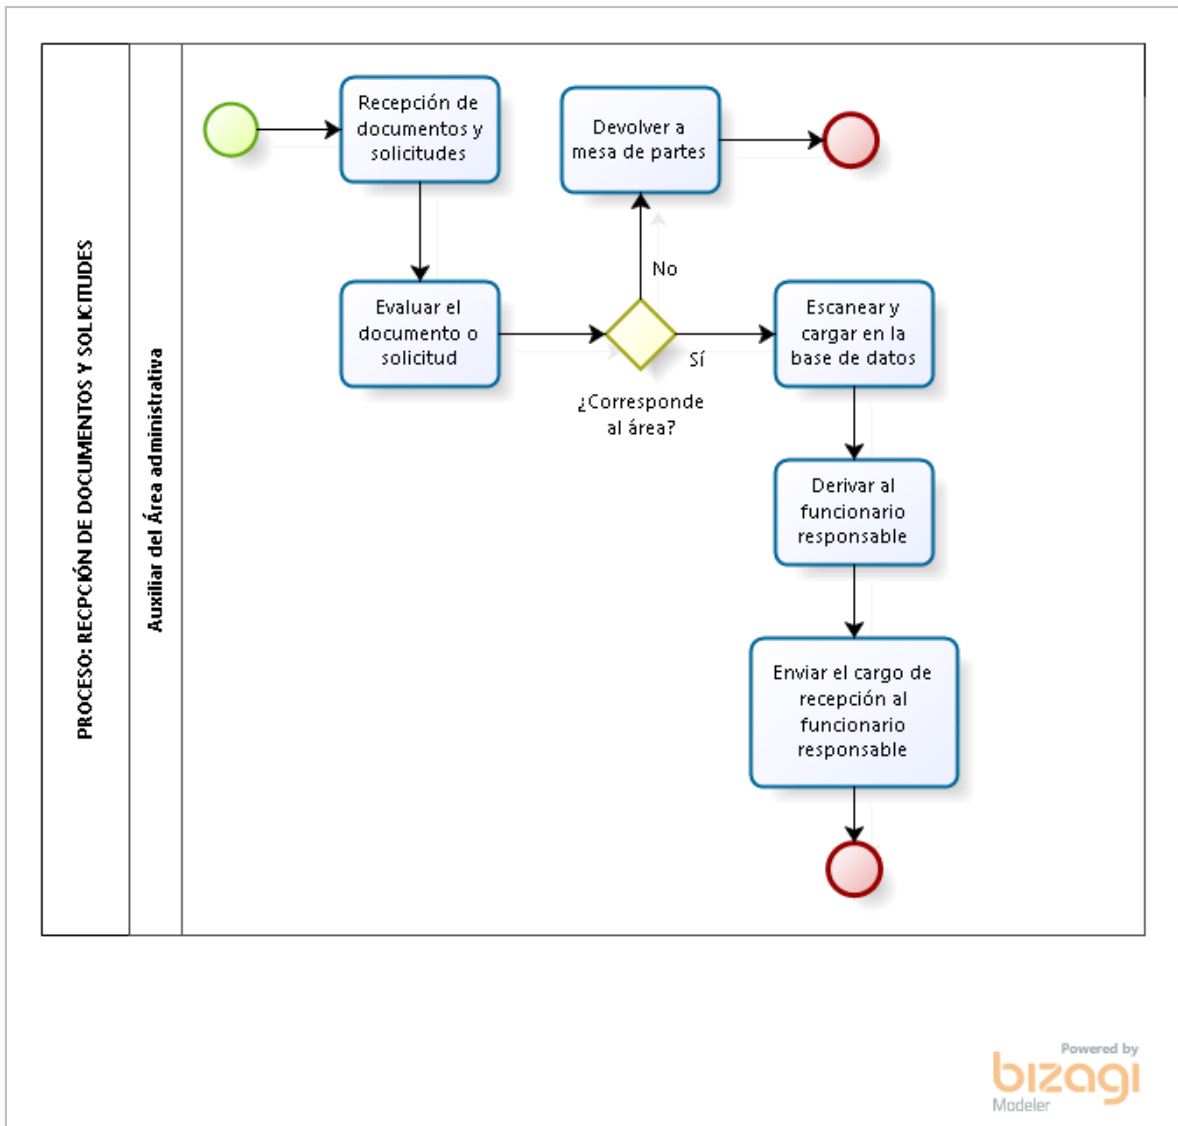 PROCESO: RECPCIÓN DE DOCUMENTOS Y SOLICITUDES
Auxiliar del Área administrativa
Recepción de
documentos y
solicitudes
Devolver a
mesa de partes
No
Evaluar el
documento o
solicitud
¿Corresponde
al área?
Sí
Escanear y
cargar en la
base de datos
Derivar al
funcionario
responsable
Enviar el cargo de
recepción al
funcionario
responsable
Powered by
bizagi
Modeler